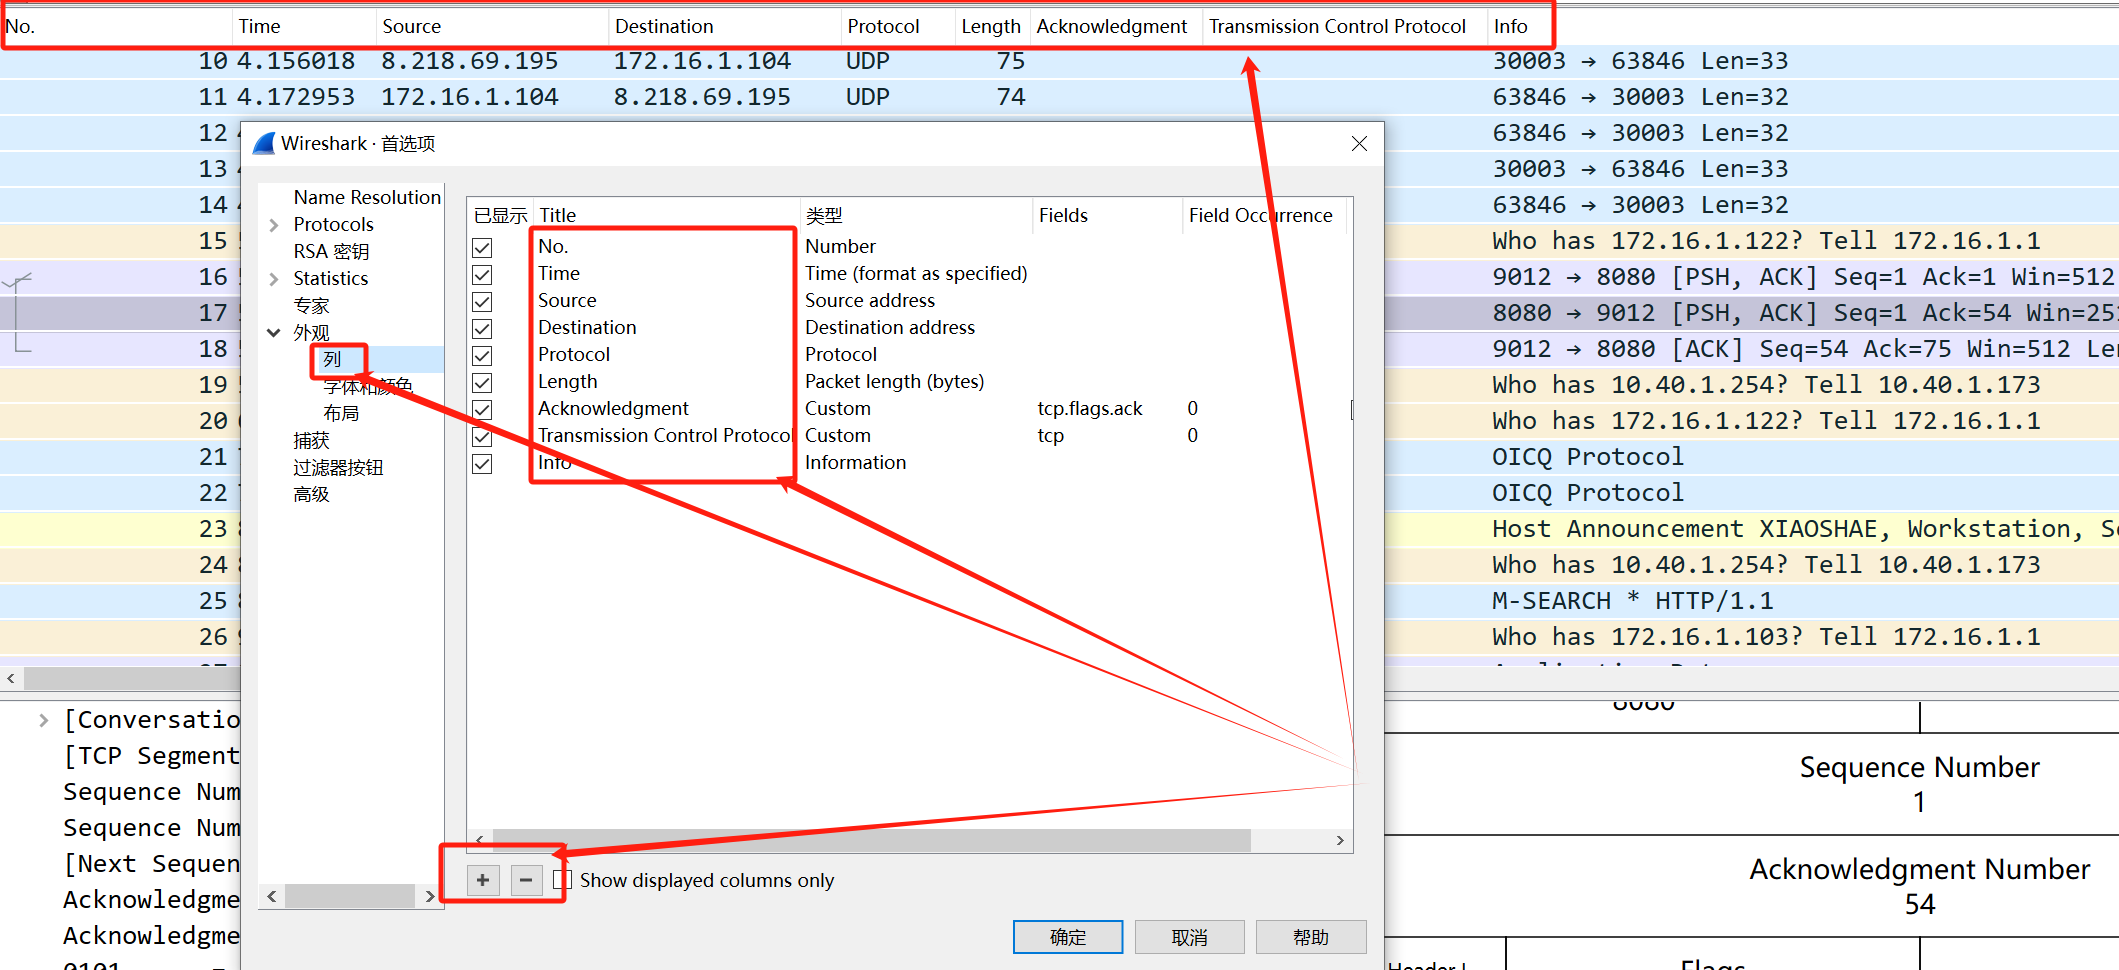 No. Time Source Destination Protocol Length Acknowledgment Transmission Control Protocol Info
10 4.156018 8.218.69.195 172.16.1.104 UDP 75 30003 → 63846 Len=33
11 4.172953 172.16.1.104 8.218.69.195 UDP 74 63846 → 30003 Len=32
12 63846 → 30003 Len=32
13 30003 → 63846 Len=33
14 63846 → 30003 Len=32
15 Who has 172.16.1.122? Tell 172.16.1.1
16 9012 → 8080 [PSH, ACK] Seq=1 Ack=1 Win=512
17 8080 → 9012 [PSH, ACK] Seq=1 Ack=54 Win=25
18 9012 → 8080 [ACK] Seq=54 Ack=75 Win=512 Le
19 Who has 10.40.1.254? Tell 10.40.1.173
20 Who has 172.16.1.122? Tell 172.16.1.1
21 OICQ Protocol
22 OICQ Protocol
23 Host Announcement XIAOSHAE, Workstation, S
24 Who has 10.40.1.254? Tell 10.40.1.173
25 M-SEARCH * HTTP/1.1
26 Who has 172.16.1.103? Tell 172.16.1.1
Wireshark · 首选项
Name Resolution
Protocols
RSA 密钥
Statistics
专家
外观
列
字体和颜色
布局
捕获
过滤器按钮
高级
已显示 Title 类型 Fields Field Occurrence
No. Number
Time Time (format as specified)
Source Source address
Destination Destination address
Protocol Protocol
Length Packet length (bytes)
Acknowledgment Custom tcp.flags.ack 0
Transmission Control Protocol Custom tcp 0
Info Information
+ − Show displayed columns only
确定 取消 帮助
[Conversatio
[TCP Segment
Sequence Num
Sequence Num
[Next Sequen
Acknowledgme
Acknowledgme
0101
8080
Sequence Number
1
Acknowledgment Number
54
Header L
Flags